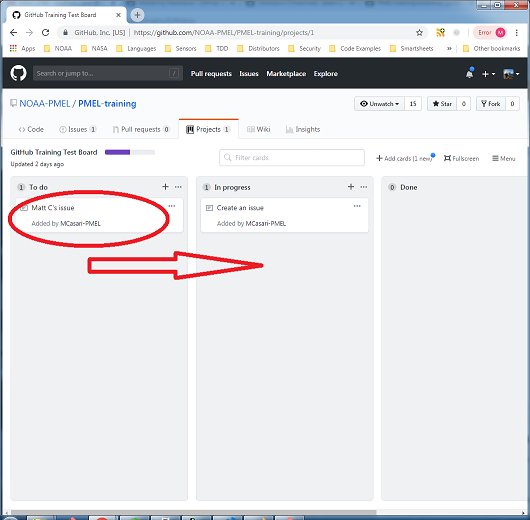 GitHub Training Test Board
GitHub, Inc. [US] https://github.com/NOAA-PMEL/PMEL-training/projects/1 Error M
Apps NOAA NASA Languages Sensors TDD Distributors Security Code Examples Smartsheets » Other bookmarks
Search or jump to... / Pull requests Issues Marketplace Explore
NOAA-PMEL / PMEL-training Unwatch 15 Star 0 Fork 0
Code Issues 1 Pull requests 0 Projects 1 Wiki Insights
GitHub Training Test Board
Updated 2 days ago
Filter cards + Add cards (1 new) Fullscreen Menu
1 To do + ... 1 In progress + ... 0 Done
Matt C's issue ... Create an issue ...
Added by MCasari-PMEL Added by MCasari-PMEL